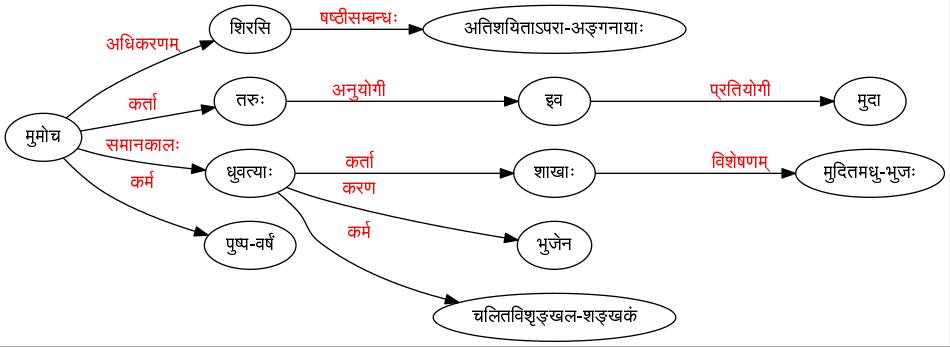 शिरसि षष्ठीसम्बन्धः अतिशयिताऽपरा-अङ्गनायाः
अधिकरणम्
तरुः अनुयोगी इव प्रतियोगी मुदा
कर्ता
मुमोच
समानकालः
धुवत्याः कर्ता शाखाः विशेषणम् मुदितमधु-भुजः
कर्म
करण
पुष्प-वर्षं कर्म भुजेन
चलितविशृङ्खल-शङ्खकं